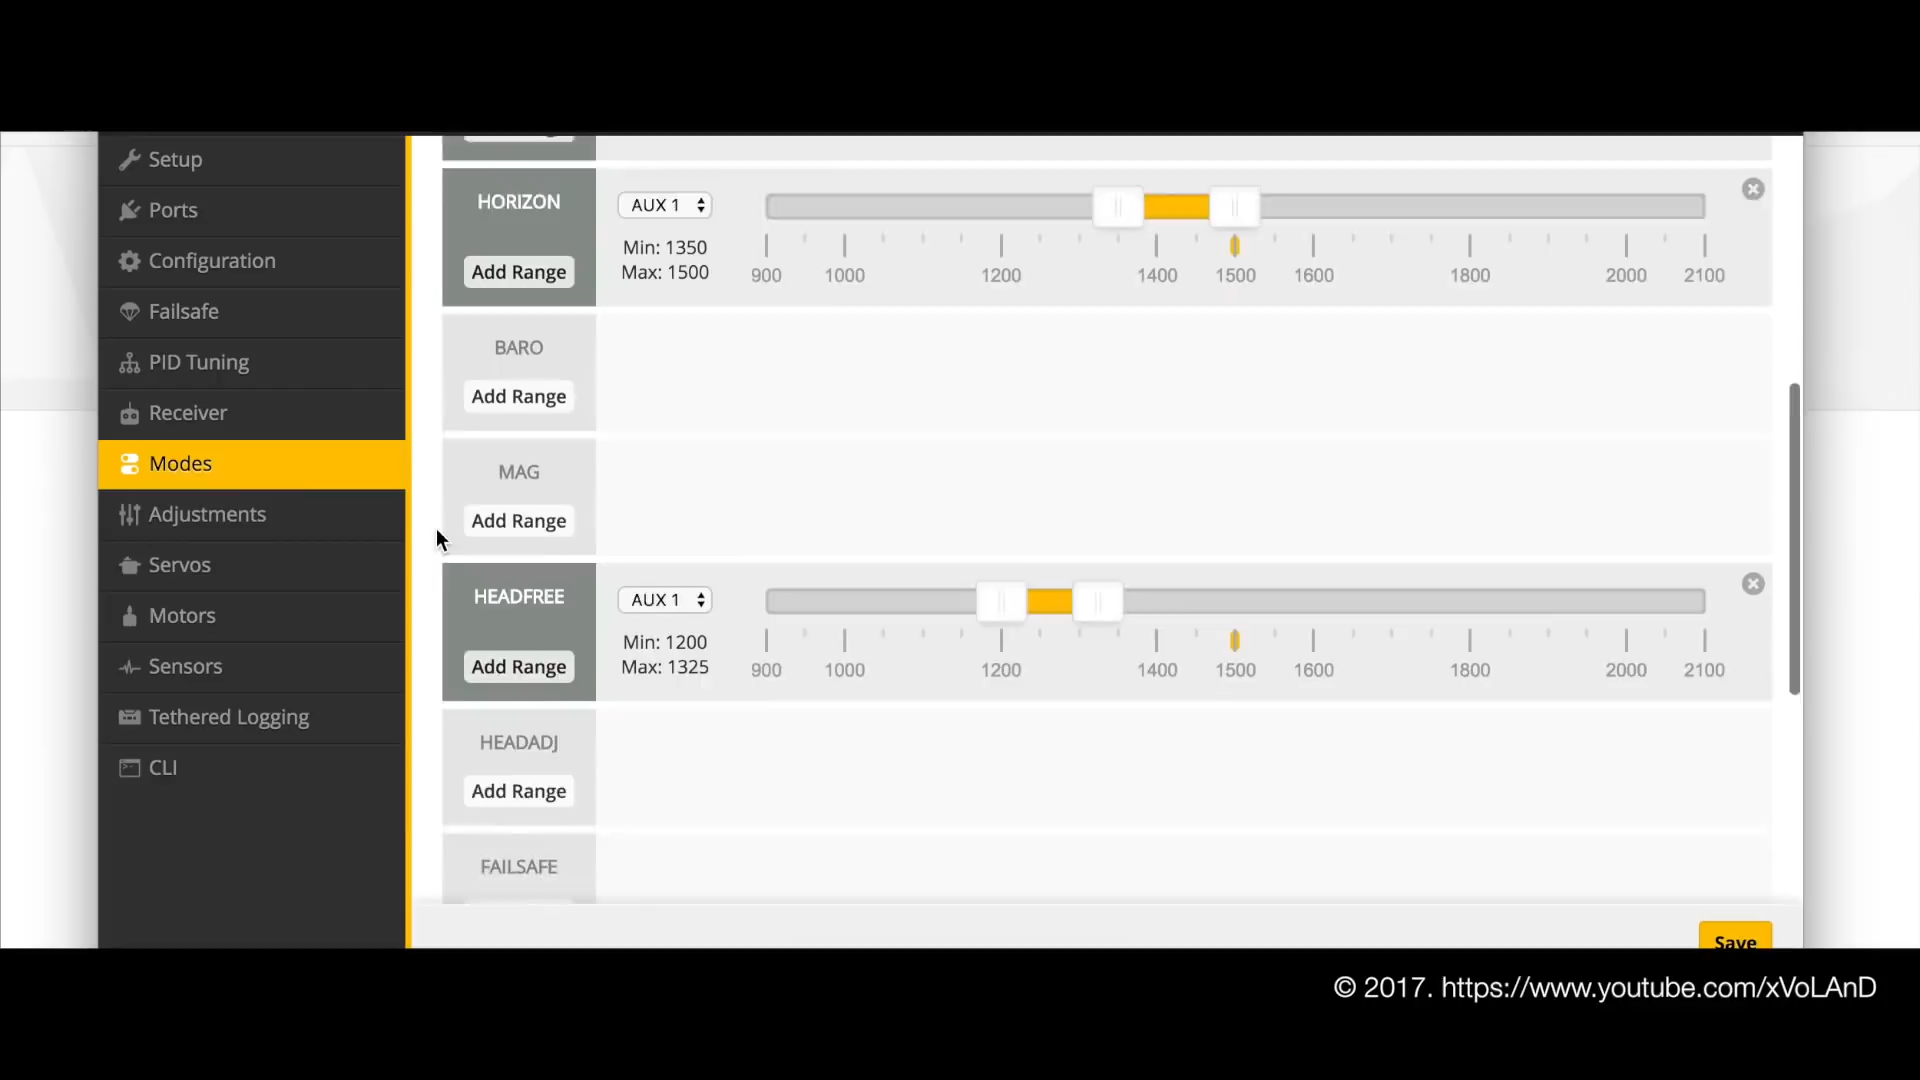 Setup
Ports
Configuration
Failsafe
PID Tuning
Receiver
Modes
Adjustments
Servos
Motors
Sensors
Tethered Logging
CLI
HORIZON
Add Range
AUX 1
Min: 1350
Max: 1500
900 1000 1200 1400 1500 1600 1800 2000 2100
BARO
Add Range
MAG
Add Range
HEADFREE
Add Range
AUX 1
Min: 1200
Max: 1325
900 1000 1200 1400 1500 1600 1800 2000 2100
HEADADJ
Add Range
FAILSAFE
Save
© 2017. https://www.youtube.com/xVoLAnD